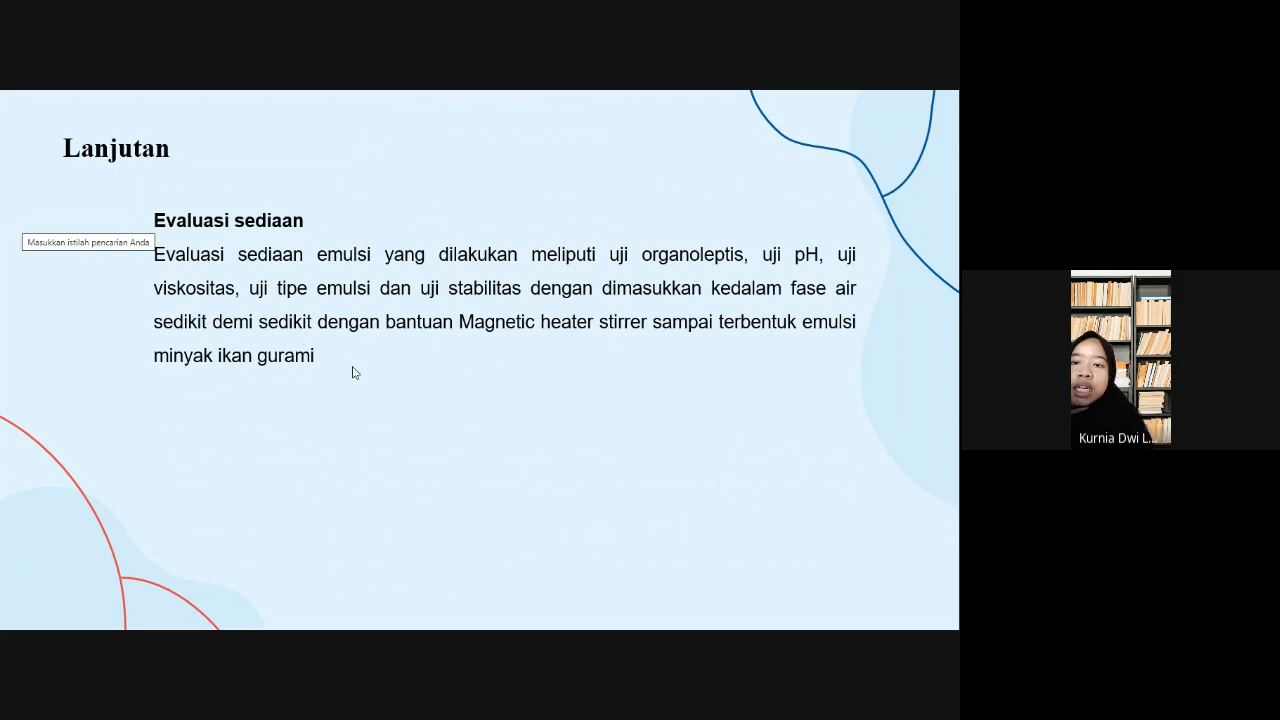 Lanjutan
Evaluasi sediaan
Masukkan istilah pencarian Anda
Evaluasi sediaan emulsi yang dilakukan meliputi uji organoleptis, uji pH, uji
viskositas, uji tipe emulsi dan uji stabilitas dengan dimasukkan kedalam fase air
sedikit demi sedikit dengan bantuan Magnetic heater stirrer sampai terbentuk emulsi
minyak ikan gurami
Kurnia Dwi L...